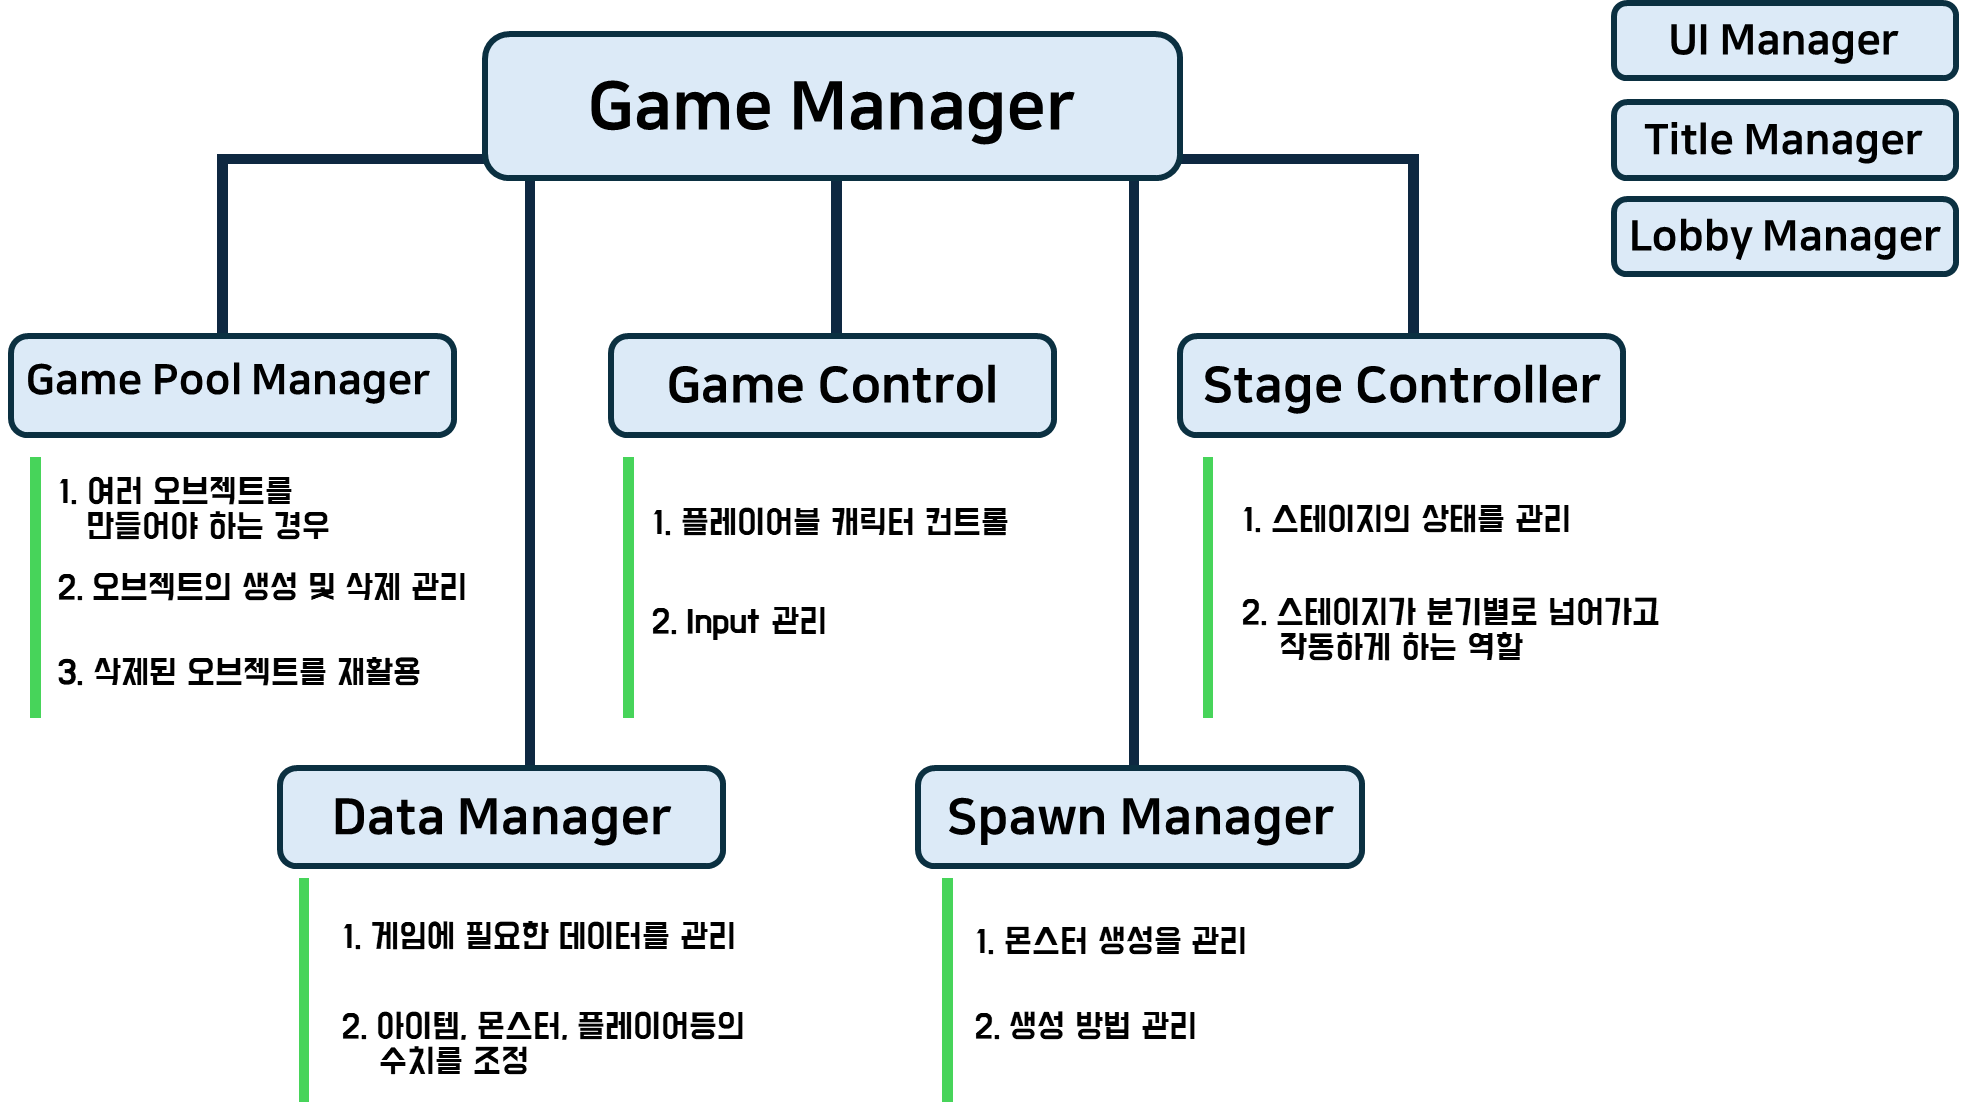 Game Manager
UI Manager
Title Manager
Lobby Manager
Game Pool Manager
1. 여러 오브젝트를
만들어야 하는 경우
2. 오브젝트의 생성 및 삭제 관리
3. 삭제된 오브젝트를 재활용
Game Control
1. 플레이어블 캐릭터 컨트롤
2. Input 관리
Stage Controller
1. 스테이지의 상태를 관리
2. 스테이지가 분기별로 넘어가고
작동하게 하는 역할
Data Manager
1. 게임에 필요한 데이터를 관리
2. 아이템, 몬스터, 플레이어등의
수치를 조정
Spawn Manager
1. 몬스터 생성을 관리
2. 생성 방법 관리